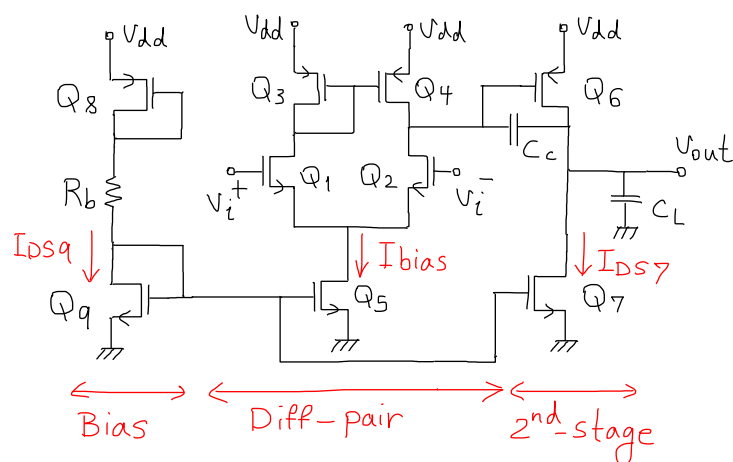 Vdd
Vdd
Vdd
Vdd
Q8
Q3
Q4
Q6
Cc
Vout
Rb
Vi+
Q1
Q2
Vi-
CL
IDS9
Ibias
IDS7
Q9
Q5
Q7
Bias
Diff-pair
2nd-stage